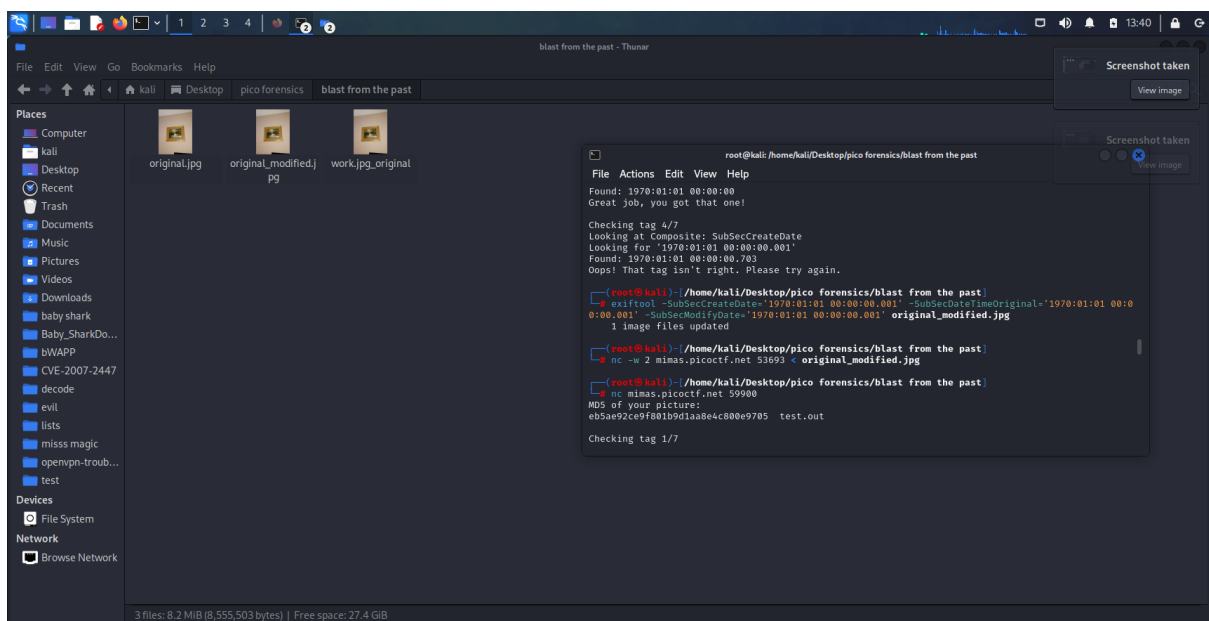 1 2 3 4 2 2 13:40
blast from the past - Thunar
File Edit View Go Bookmarks Help
kali Desktop pico forensics blast from the past
Screenshot taken
View image
Screenshot taken
View image
Places
Computer
kali
Desktop
Recent
Trash
Documents
Music
Pictures
Videos
Downloads
baby shark
Baby_SharkDo...
bWAPP
CVE-2007-2447
decode
evil
lists
misss magic
openvpn-troub...
test
Devices
File System
Network
Browse Network
original.jpg
original_modified.j
pg
work.jpg_original
root@kali: /home/kali/Desktop/pico forensics/blast from the past
File Actions Edit View Help
Found: 1970:01:01 00:00:00
Great job, you got that one!
Checking tag 4/7
Looking at Composite: SubSecCreateDate
Looking for '1970:01:01 00:00:00.001'
Found: 1970:01:01 00:00:00.703
Oops! That tag isn't right. Please try again.
┌──(root㉿kali)-[/home/kali/Desktop/pico forensics/blast from the past]
└─# exiftool -SubSecCreateDate='1970:01:01 00:00:00.001' -SubSecDateTimeOriginal='1970:01:01 00:0
0:00.001' -SubSecModifyDate='1970:01:01 00:00:00.001' original_modified.jpg
1 image files updated
┌──(root㉿kali)-[/home/kali/Desktop/pico forensics/blast from the past]
└─# nc -w 2 mimas.picoctf.net 53693 < original_modified.jpg
┌──(root㉿kali)-[/home/kali/Desktop/pico forensics/blast from the past]
└─# nc mimas.picoctf.net 59900
MD5 of your picture:
eb5ae92ce9f801b9d1aa8e4c800e9705 test.out
Checking tag 1/7
3 files: 8.2 MiB (8,555,503 bytes) | Free space: 27.4 GiB